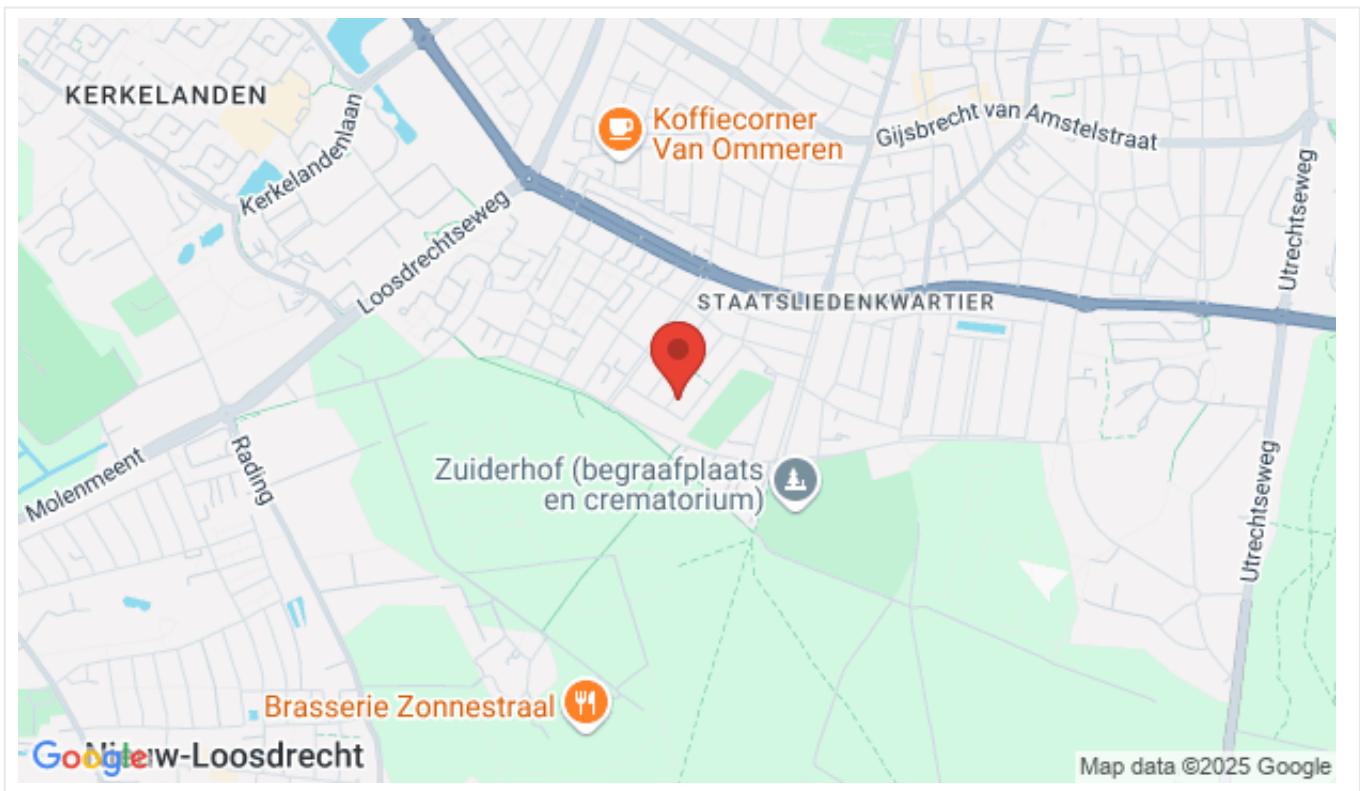 KERKELANDEN
Kerkelandenlaan
Koffiecorner
Van Ommeren
Gijsbrecht van Amstelstraat
Utrechtseweg
Loosdrechtseweg
STAATSLIEDENKWARTIER
Molenmeent
Rading
Zuiderhof (begraafplaats
en crematorium)
Utrechtseweg
Brasserie Zonnestraal
Google
Nieuw-Loosdrecht
Map data ©2025 Google